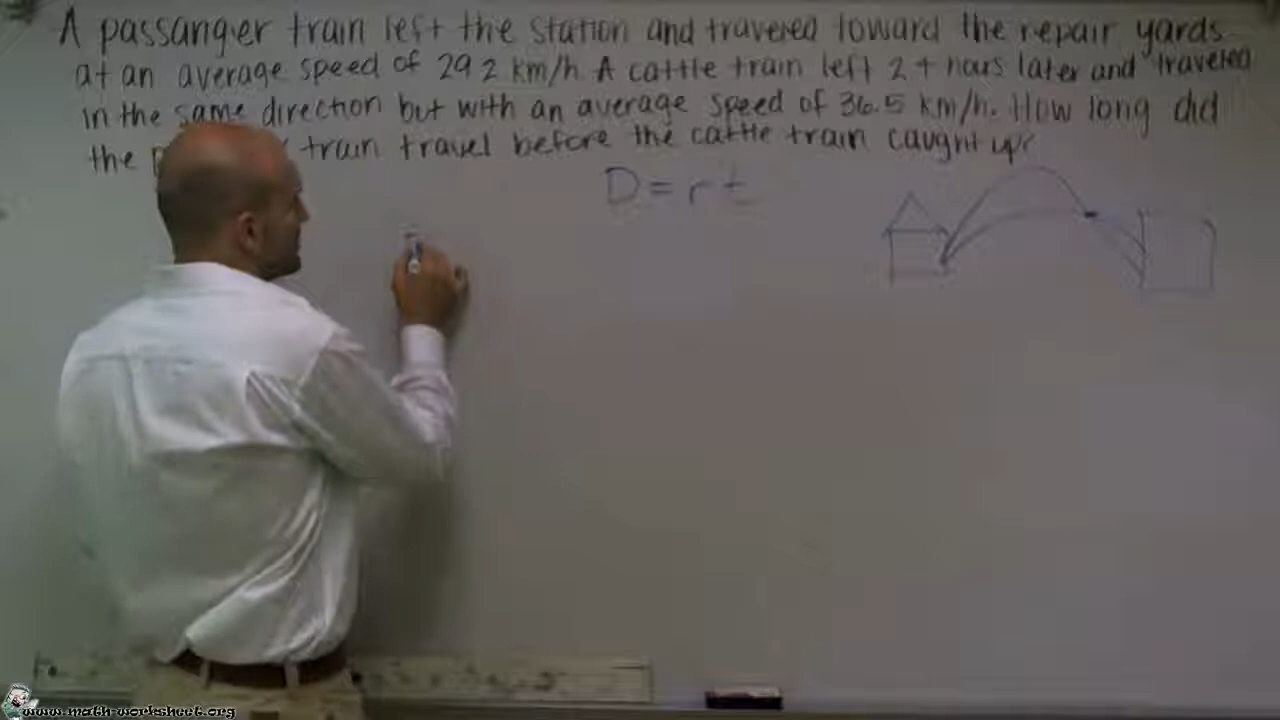 A passanger train left the station and traveled toward the repair yards
at an average speed of 29.2 km/h. A cattle train left 2 + hours later and traveled
in the same direction but with an average speed of 36.5 km/h. How long did
the train travel before the cattle train caught up?
D = r t
www.math-worksheet.org